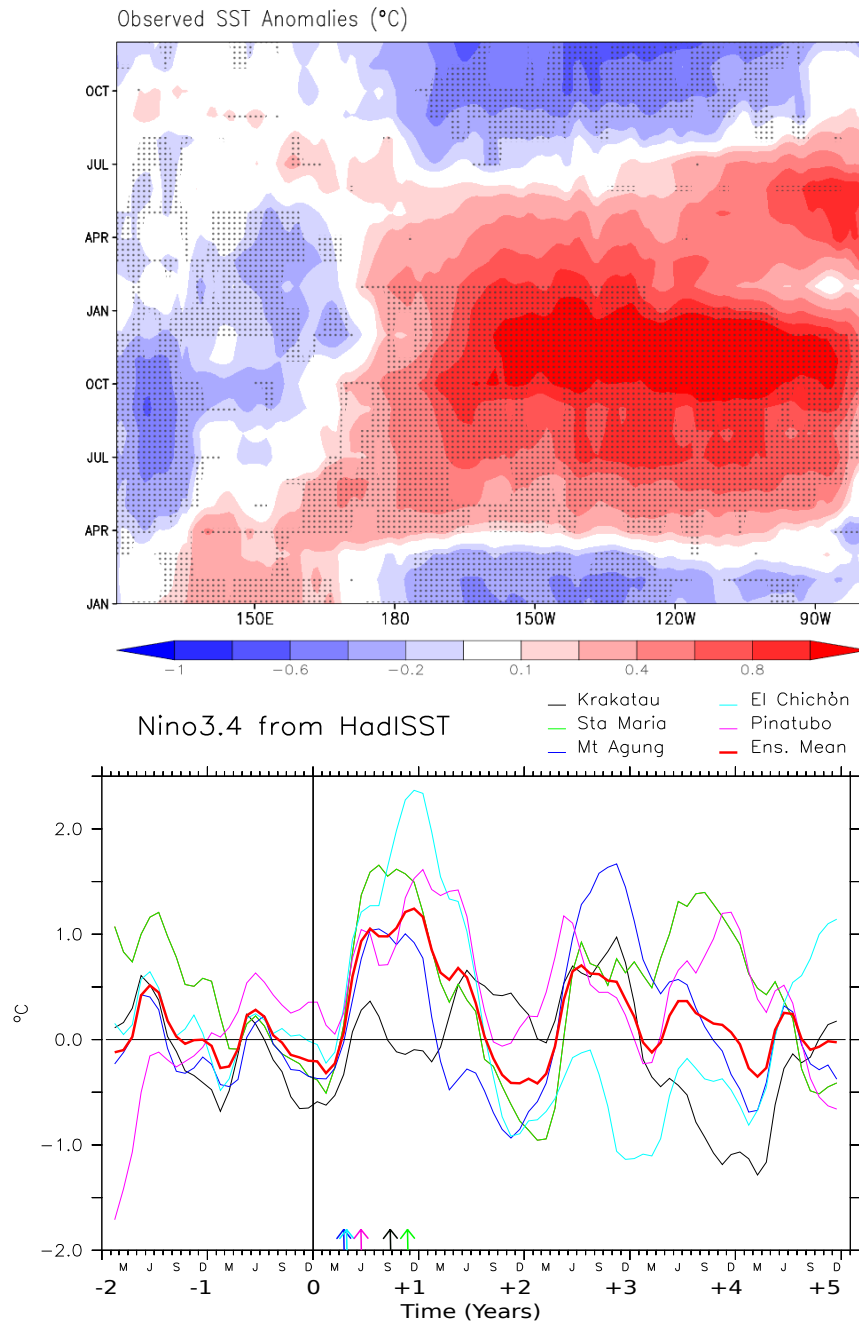 Observed SST Anomalies (°C)
OCT
JUL
APR
JAN
OCT
JUL
APR
JAN
150E 180 150W 120W 90W
-1 -0.6 -0.2 0.1 0.4 0.8
Nino3.4 from HadISST
Krakatau El Chichòn
Sta Maria Pinatubo
Mt Agung Ens. Mean
2.0
1.0
0.0
-1.0
-2.0
°C
M J S D M J S D M J S D M J S D M J S D M J S D M J S D
-2 -1 0 +1 +2 +3 +4 +5
Time (Years)